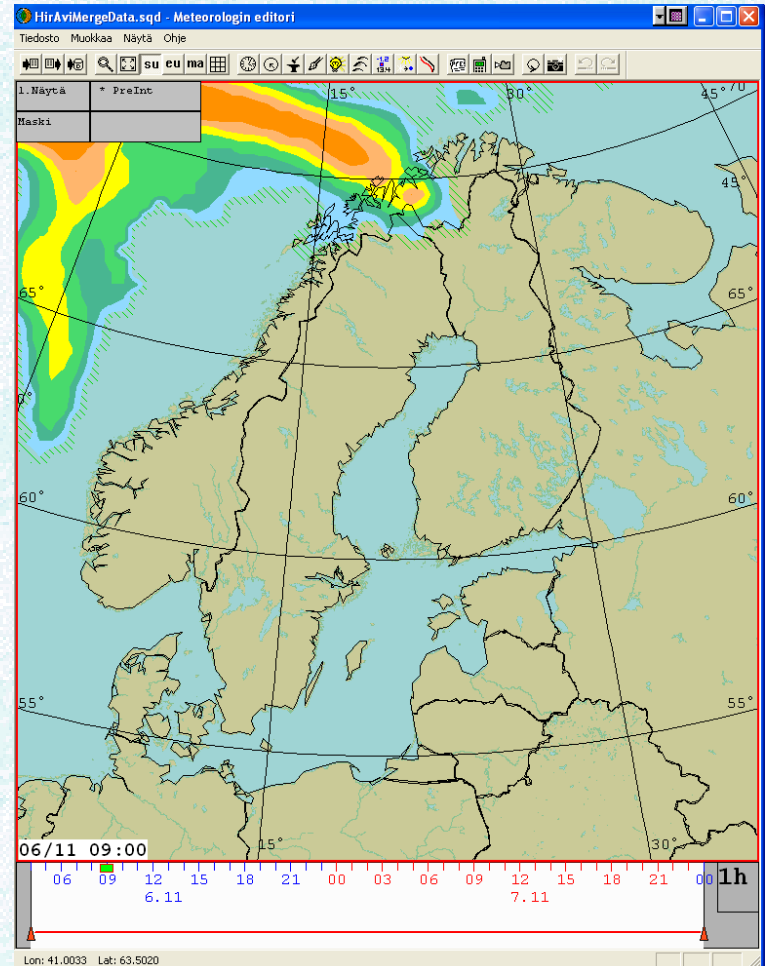 HirAviMergeData.sqd - Meteorologin editori
Tiedosto Muokkaa Näytä Ohje
su eu ma
1.Näytä * PreInt
Maski
15° 30° 45° 70
45°
65° 65°
0°
60° 60°
55° 55°
15° 30°
06/11 09:00
06 09 12 15 18 21 00 03 06 09 12 15 18 21 00 1h
6.11 7.11
Lon: 41.0033 Lat: 63.5020